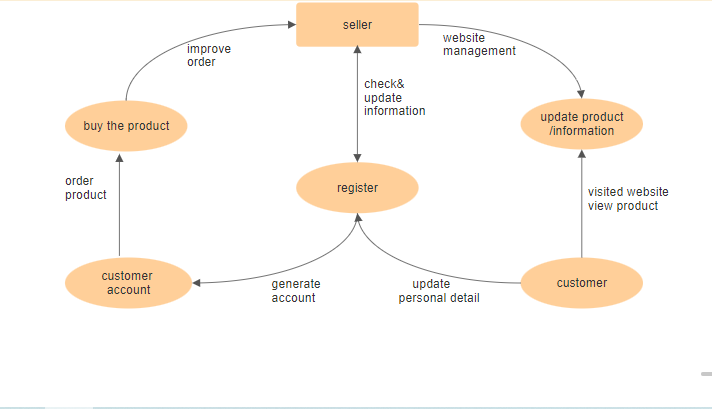 seller
improve
order
website
management
check&
update
information
buy the product
update product
/information
order
product
register
visited website
view product
customer
account
generate
account
update
personal detail
customer